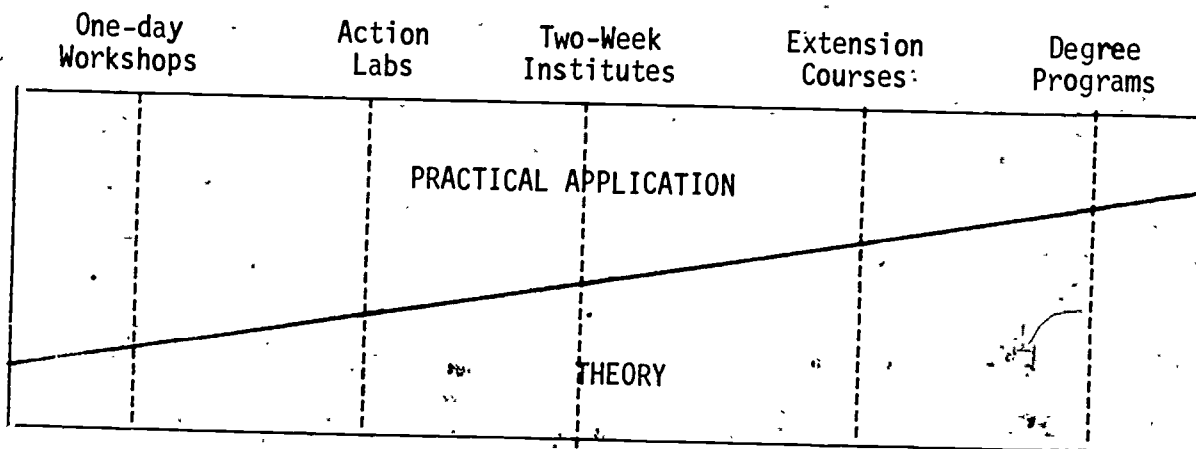 One-day
Workshops
Action
Labs
Two-Week
Institutes
Extension
Courses
Degree
Programs
PRACTICAL APPLICATION
THEORY